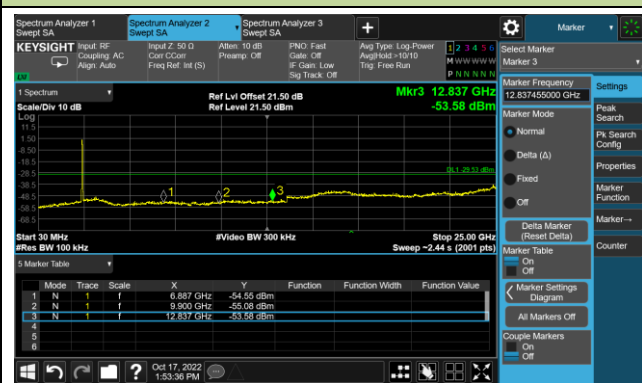 Spectrum Analyzer 1
Swept SA
Spectrum Analyzer 2
Swept SA
Spectrum Analyzer 3
Swept SA
Marker
KEYSIGHT
Input: RF
Coupling: AC
Align: Auto
Input Z: 50 Ω
Corr CCorr
Freq Ref: Int (S)
Atten: 10 dB
Preamp: Off
PNO: Fast
Gate: Off
IF Gain: Low
Sig Track: Off
Avg Type: Log-Power
Avg|Hold >10/10
Trig: Free Run
1 2 3 4 5 6
M W W W W W
P N N N N N
Select Marker
Marker 3
1 Spectrum
Scale/Div 10 dB
Ref Lvl Offset 21.50 dB
Ref Level 21.50 dBm
Mkr3 12.837 GHz
-53.58 dBm
Log
11.5
1.50
-8.50
-18.5
-28.5
-38.5
-48.5
-58.5
-68.5
DL1 -29.53 dBm
1
2
3
Start 30 MHz
#Res BW 100 kHz
#Video BW 300 kHz
Stop 25.00 GHz
Sweep ~2.44 s (2001 pts)
5 Marker Table
Mode Trace Scale X Y Function Function Width Function Value
1 N 1 f 6.887 GHz -54.55 dBm
2 N 1 f 9.900 GHz -55.08 dBm
3 N 1 f 12.837 GHz -53.58 dBm
4
5
6
Marker Frequency
12.837455000 GHz
Marker Mode
Normal
Delta (Δ)
Fixed
Off
Delta Marker
(Reset Delta)
Marker Table
On
Off
Marker Settings
Diagram
All Markers Off
Couple Markers
On
Off
Settings
Peak
Search
Pk Search
Config
Properties
Marker
Function
Marker→
Counter
Oct 17, 2022
1:53:36 PM